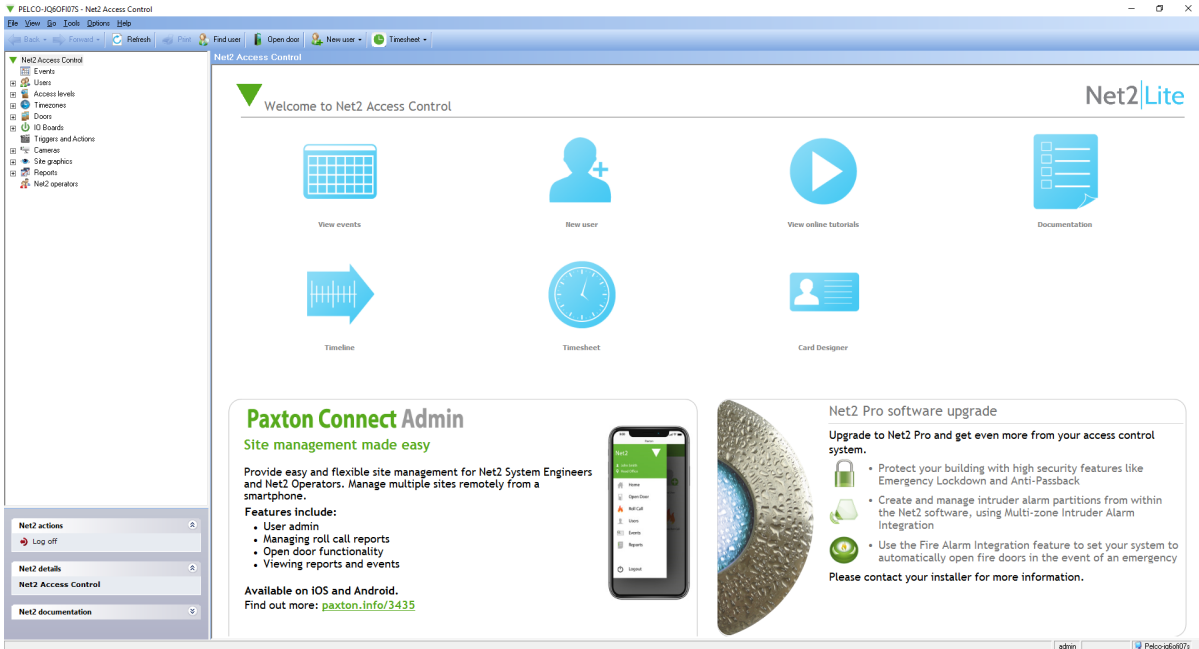 PELCO-JQ6OFI07S - Net2 Access Control
File View Go Tools Options Help
Back Forward Refresh Print Find user Open door New user Timesheet
Net2 Access Control
Events
Users
Access levels
Timezones
Doors
IO Boards
Triggers and Actions
Cameras
Site graphics
Reports
Net2 operators
Net2 actions
Log off
Net2 details
Net2 Access Control
Net2 documentation
Net2 Access Control
Welcome to Net2 Access Control
Net2 Lite
View events
New user
View online tutorials
Documentation
Timeline
Timesheet
Card Designer
Paxton Connect Admin
Site management made easy
Provide easy and flexible site management for Net2 System Engineers
and Net2 Operators. Manage multiple sites remotely from a
smartphone.
Features include:
• User admin
• Managing roll call reports
• Open door functionality
• Viewing reports and events
Available on iOS and Android.
Find out more: paxton.info/3435
Net2
Home
Open Door
Roll Call
Users
Events
Reports
Logout
Net2 Pro software upgrade
Upgrade to Net2 Pro and get even more from your access control
system.
• Protect your building with high security features like
Emergency Lockdown and Anti-Passback
• Create and manage intruder alarm partitions from within
the Net2 software, using Multi-zone Intruder Alarm
Integration
• Use the Fire Alarm Integration feature to set your system to
automatically open fire doors in the event of an emergency
Please contact your installer for more information.
admin
Pelco-jq6ofi07s